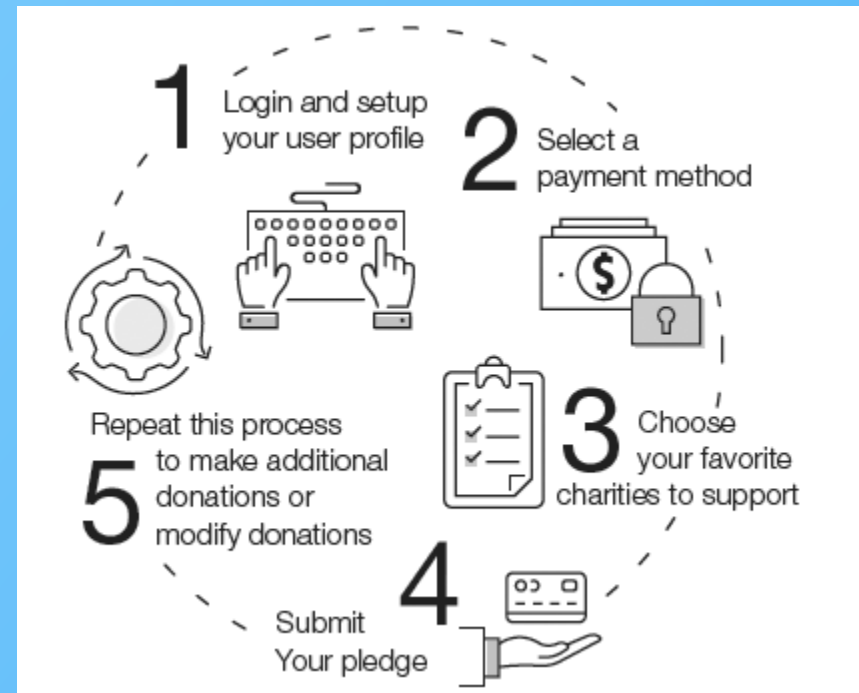 1
Login and setup
your user profile
2
Select a
payment method
$
3
Choose
your favorite
charities to support
4
Submit
Your pledge
5
Repeat this process
to make additional
donations or
modify donations